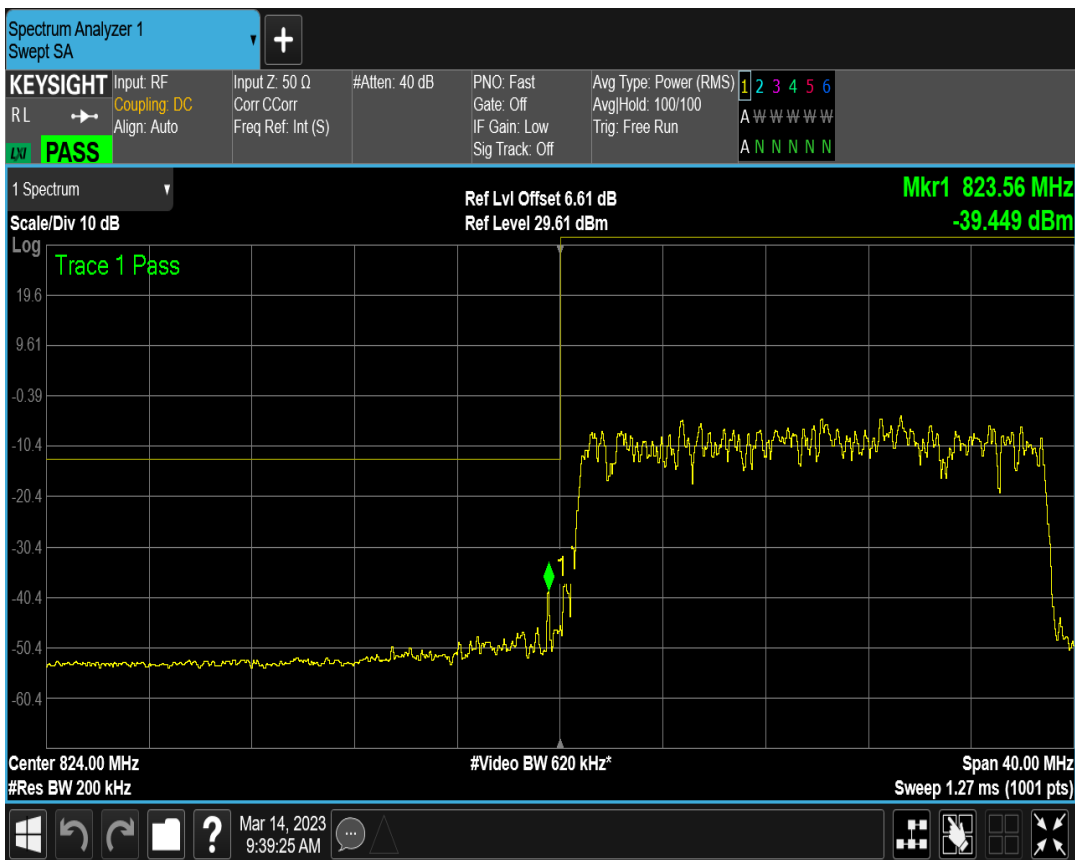 Spectrum Analyzer 1
Swept SA
+
KEYSIGHT
R L
LXI
PASS
Input: RF
Coupling: DC
Align: Auto
Input Z: 50 Ω
Corr CCorr
Freq Ref: Int (S)
#Atten: 40 dB
PNO: Fast
Gate: Off
IF Gain: Low
Sig Track: Off
Avg Type: Power (RMS)
Avg|Hold: 100/100
Trig: Free Run
1 2 3 4 5 6
A W W W W W
A N N N N N
1 Spectrum
Scale/Div 10 dB
Ref Lvl Offset 6.61 dB
Ref Level 29.61 dBm
Mkr1 823.56 MHz
-39.449 dBm
Log
Trace 1 Pass
19.6
9.61
-0.39
-10.4
-20.4
-30.4
-40.4
-50.4
-60.4
1
Center 824.00 MHz
#Res BW 200 kHz
#Video BW 620 kHz*
Span 40.00 MHz
Sweep 1.27 ms (1001 pts)
?
Mar 14, 2023
9:39:25 AM